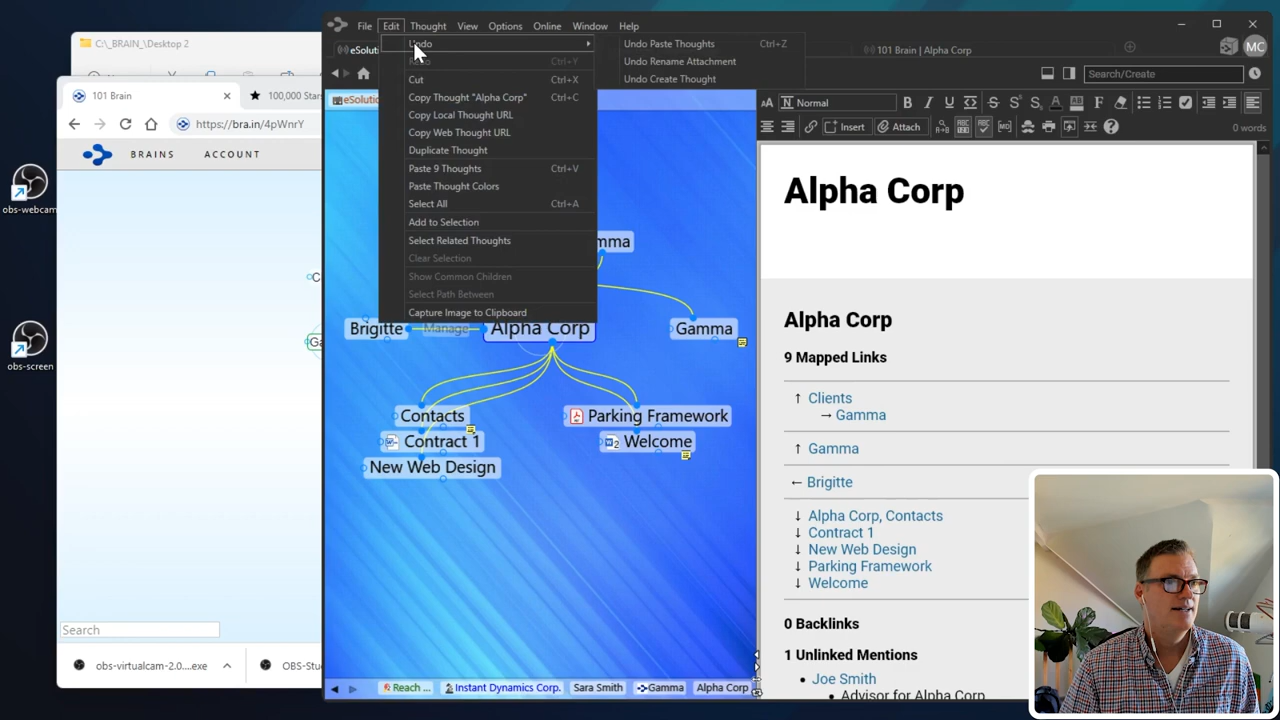 C:\_BRAIN_\Desktop 2
101 Brain
100,000 Stars
https://bra.in/4pWnrY
BRAINS
ACCOUNT
obs-webcam
obs-screen
Search
obs-virtualcam-2.0....exe
File Edit Thought View Options Online Window Help
101 Brain | Alpha Corp
MC
Search/Create
Undo
Undo Paste Thoughts Ctrl+Z
Undo Rename Attachment
Undo Create Thought
Ctrl+Y
Cut Ctrl+X
Copy Thought "Alpha Corp" Ctrl+C
Copy Local Thought URL
Copy Web Thought URL
Duplicate Thought
Paste 9 Thoughts Ctrl+V
Paste Thought Colors
Select All Ctrl+A
Add to Selection
Select Related Thoughts
Clear Selection
Show Common Children
Select Path Between
Capture Image to Clipboard
Normal
Insert
Attach
0 words
Brigitte
Manage
Alpha Corp
Gamma
Contacts
Contract 1
New Web Design
Parking Framework
Welcome
Reach ...
Instant Dynamics Corp.
Sara Smith
Gamma
Alpha Corp
Alpha Corp
Alpha Corp
9 Mapped Links
↑ Clients
→ Gamma
↑ Gamma
← Brigitte
↓ Alpha Corp, Contacts
↓ Contract 1
↓ New Web Design
↓ Parking Framework
↓ Welcome
0 Backlinks
1 Unlinked Mentions
• Joe Smith
• Advisor for Alpha Corp